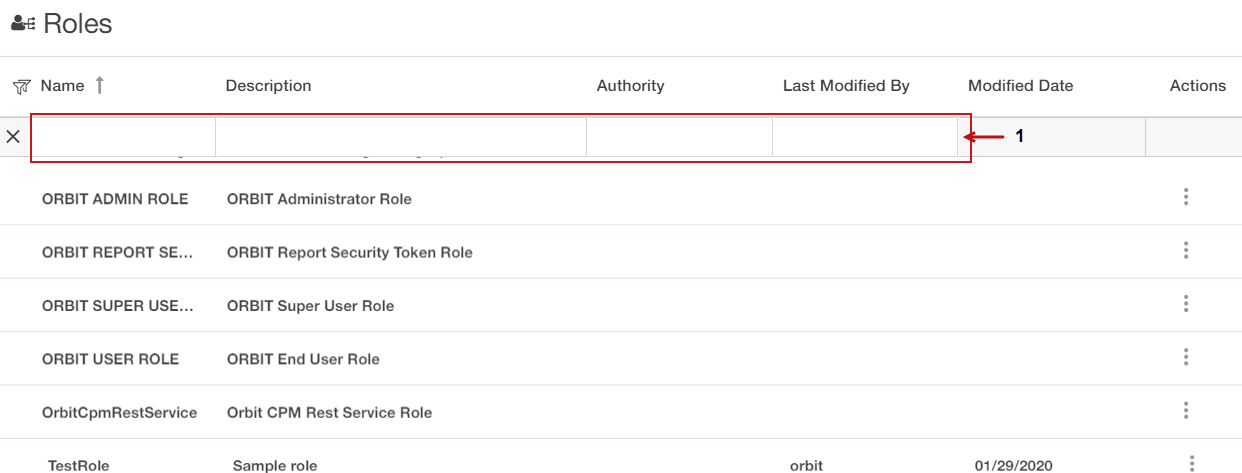 Roles
Name Description Authority Last Modified By Modified Date Actions
1
ORBIT ADMIN ROLE ORBIT Administrator Role
ORBIT REPORT SE... ORBIT Report Security Token Role
ORBIT SUPER USE... ORBIT Super User Role
ORBIT USER ROLE ORBIT End User Role
OrbitCpmRestService Orbit CPM Rest Service Role
TestRole Sample role orbit 01/29/2020